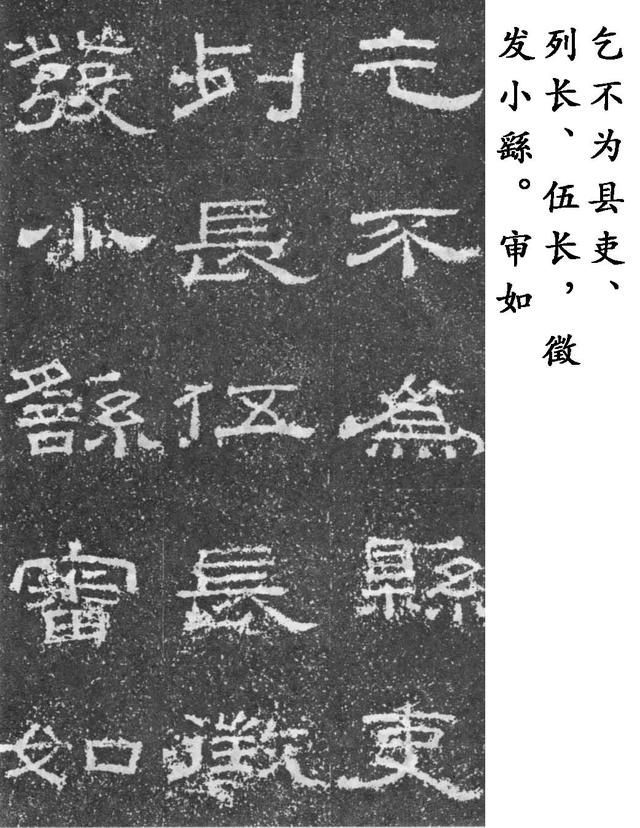 乞不为县吏、
列长、伍长，徵
发小繇。审如
乞不為縣吏
列長伍長徵
發小繇審如